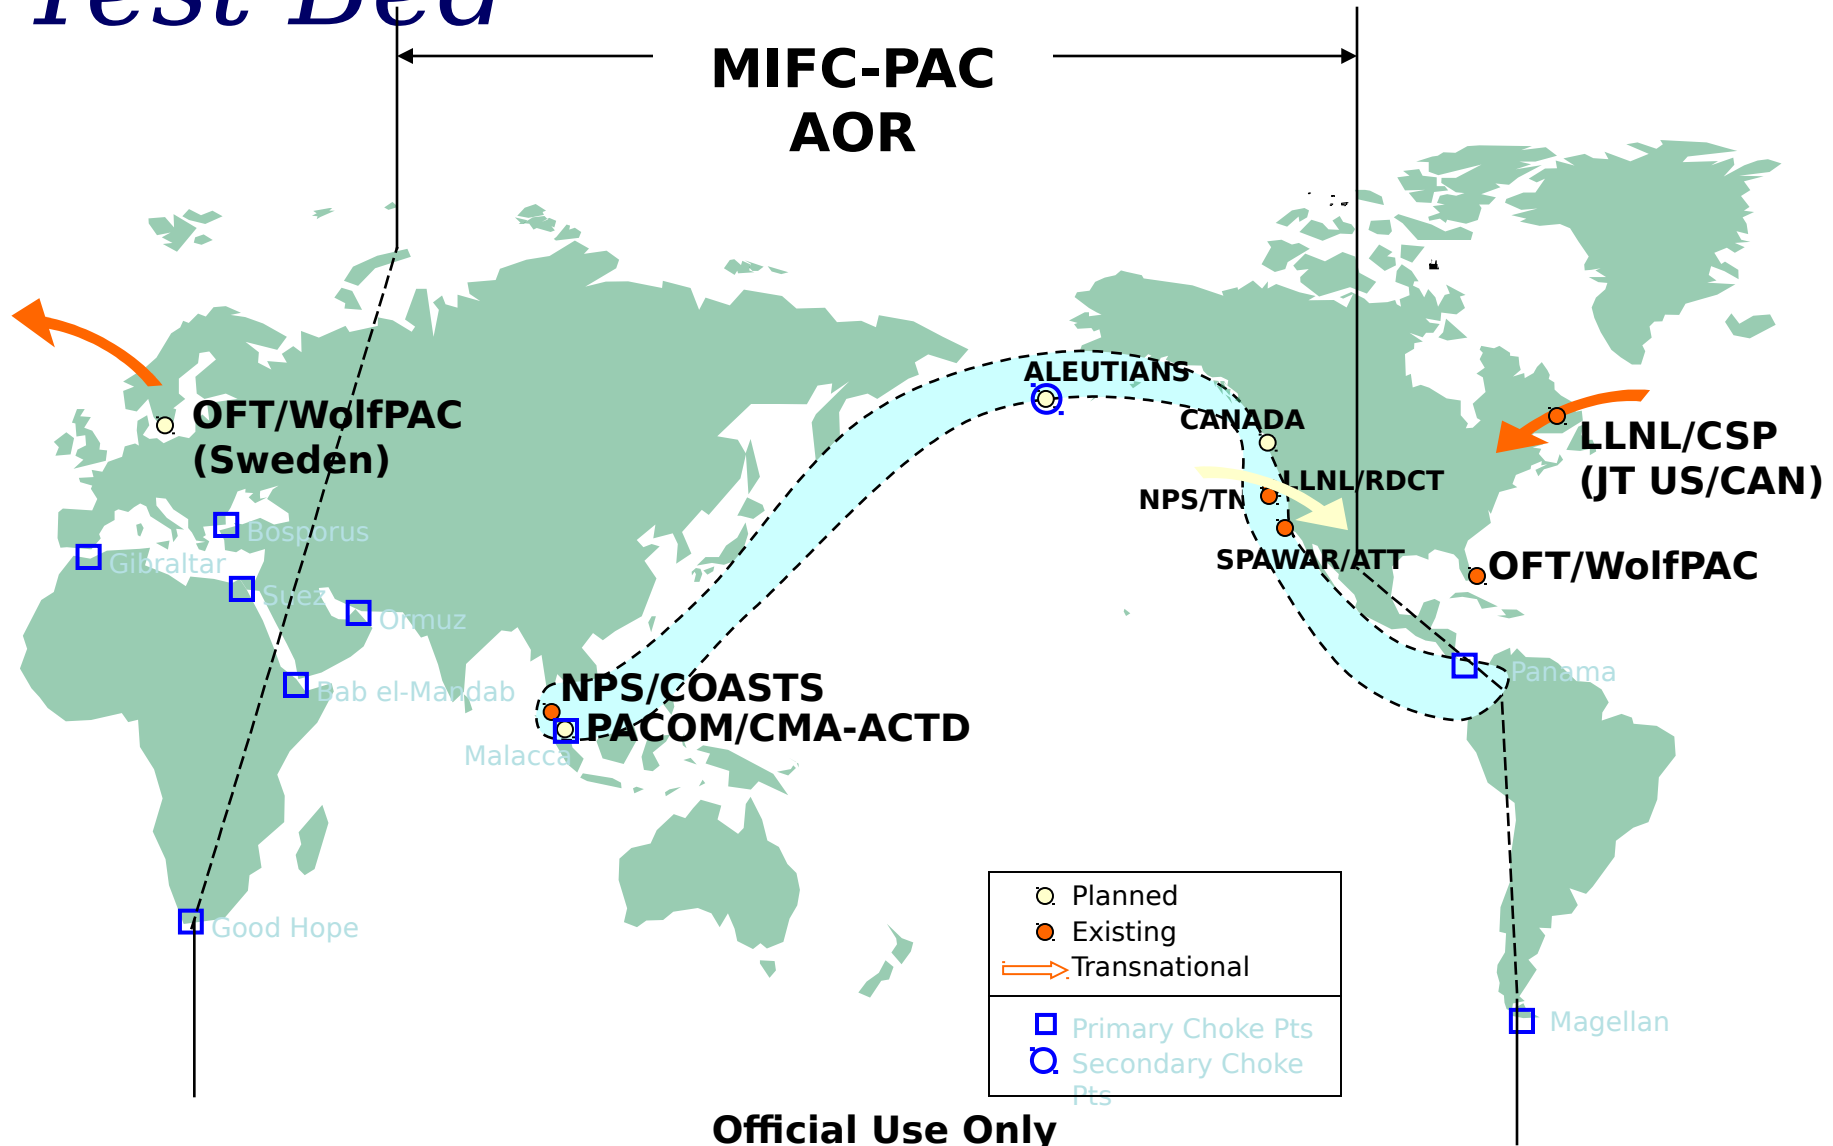 Test Bed
MIFC-PAC
AOR
ALEUTIANS
CANADA
OFT/WolfPAC
(Sweden)
LLNL/CSP
(JT US/CAN)
LLNL/RDCT
NPS/TN
Bosporus
Gibraltar
SPAWAR/ATT
OFT/WolfPAC
Suez
Ormuz
Panama
Bab el-Mandab
NPS/COASTS
PACOM/CMA-ACTD
Malacca
Good Hope
Planned
Existing
Transnational
Magellan
Primary Choke Pts
Secondary Choke
Pts
Official Use Only